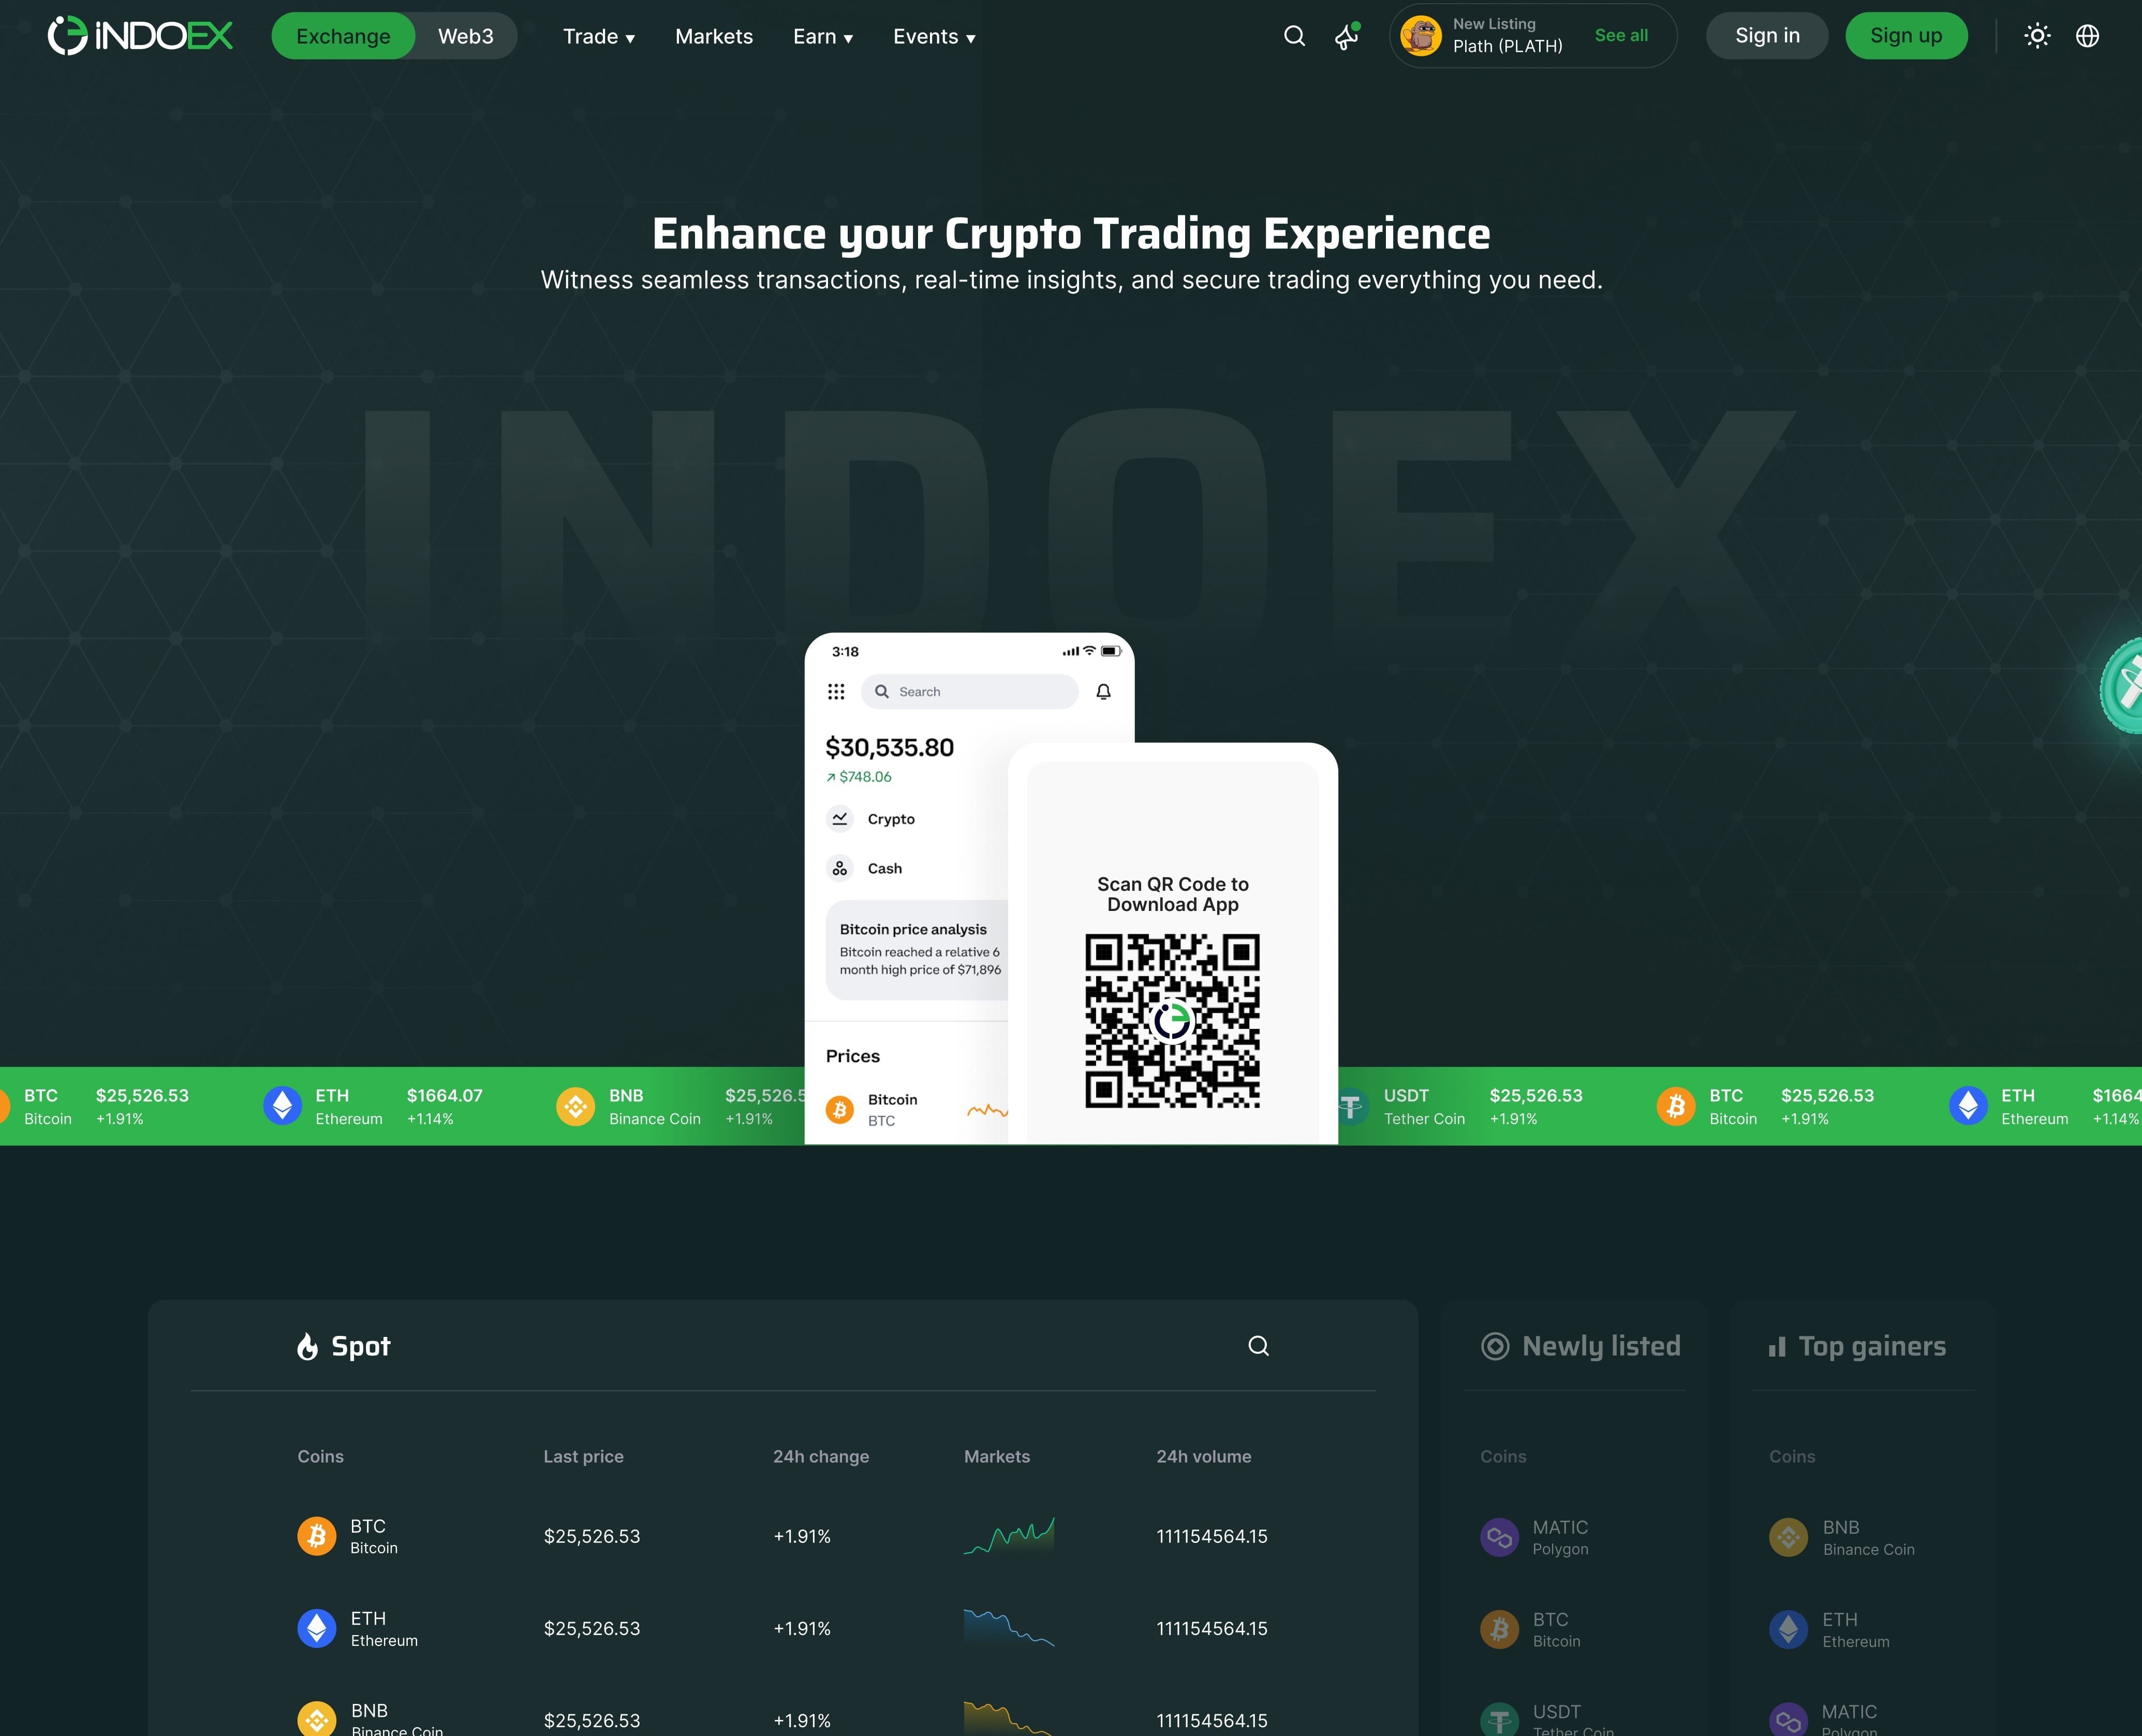 iNDOEX
Exchange
Web3
Trade ▾
Markets
Earn ▾
Events ▾
New Listing
Plath (PLATH)
See all
Sign in
Sign up
Enhance your Crypto Trading Experience
Witness seamless transactions, real-time insights, and secure trading everything you need.
INDOEX
3:18
Search
$30,535.80
$748.06
Crypto
Cash
Bitcoin price analysis
Bitcoin reached a relative 6
month high price of $71,896
Prices
Bitcoin
BTC
Scan QR Code to
Download App
BTC $25,526.53
Bitcoin +1.91%
ETH $1664.07
Ethereum +1.14%
BNB $25,526.5
Binance Coin +1.91%
USDT $25,526.53
Tether Coin +1.91%
BTC $25,526.53
Bitcoin +1.91%
ETH $1664
Ethereum +1.14%
Spot
Coins Last price 24h change Markets 24h volume
BTC
Bitcoin
$25,526.53 +1.91% 111154564.15
ETH
Ethereum
$25,526.53 +1.91% 111154564.15
BNB
Binance Coin
$25,526.53 +1.91% 111154564.15
Newly listed
Coins
MATIC
Polygon
BTC
Bitcoin
USDT
Tether Coin
Top gainers
Coins
BNB
Binance Coin
ETH
Ethereum
MATIC
Polygon